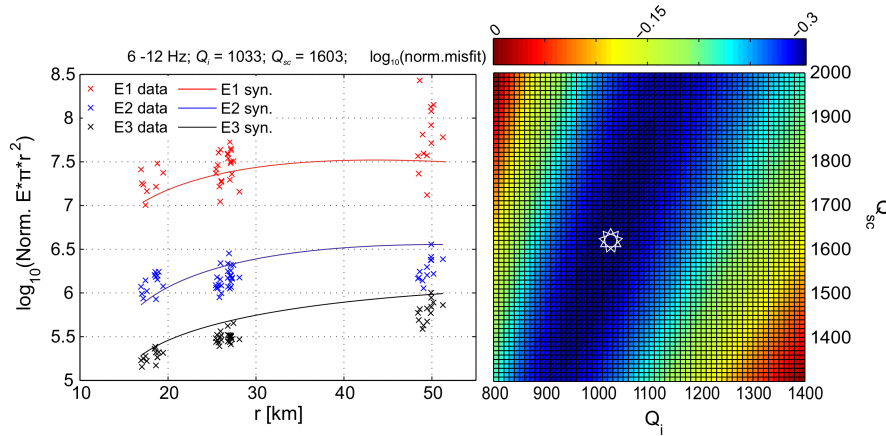 6 -12 Hz; Qi = 1033; Qsc = 1603; log10(norm.misfit)
0 −0.15 −0.3
8.5
8
7.5
7
6.5
6
5.5
5
log10(Norm. E*π*r²)
E1 data E1 syn.
E2 data E2 syn.
E3 data E3 syn.
10 20 30 40 50
r [km]
2000
1900
1800
1700
1600
1500
1400
Qsc
800 900 1000 1100 1200 1400
Qi